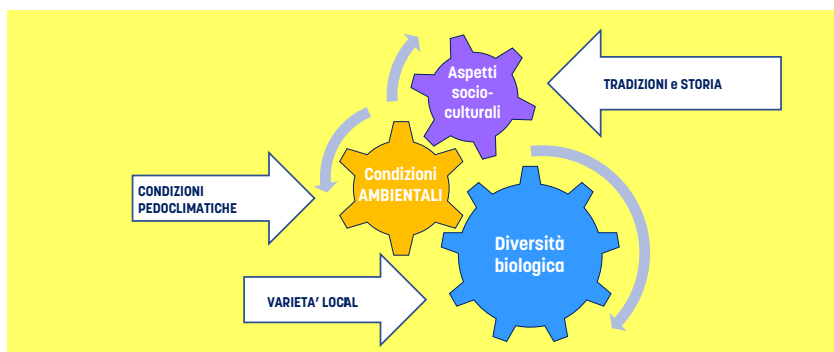 Aspetti
socio-
culturali
TRADIZIONI e STORIA
Condizioni
AMBIENTALI
CONDIZIONI
PEDOCLIMATICHE
Diversità
biologica
VARIETA' LOCAL